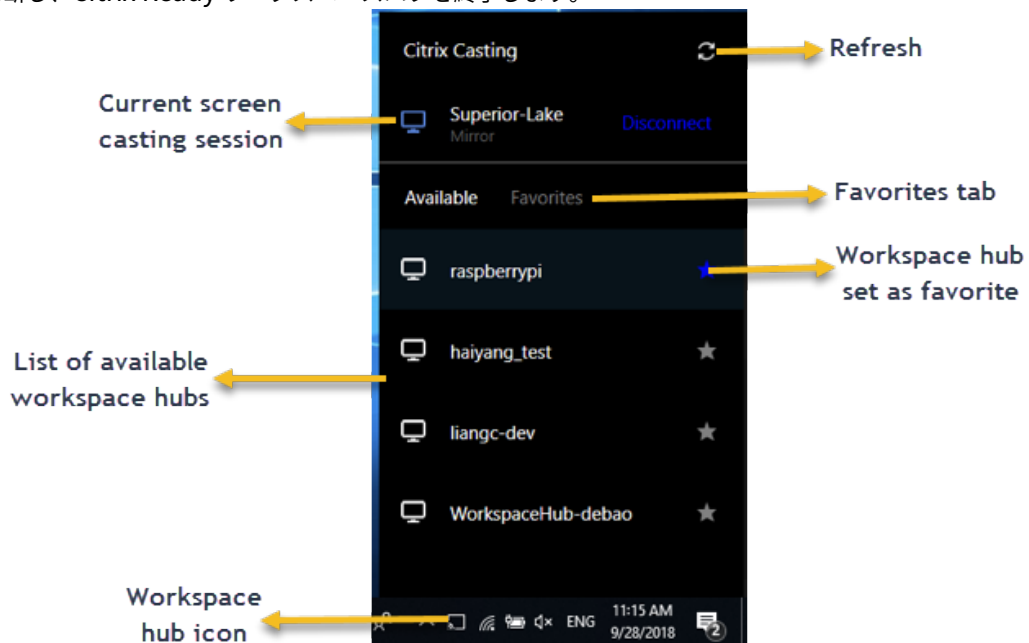 Citrix Casting
Refresh
Current screen
casting session
Superior-Lake
Mirror
Disconnect
Available Favorites
Favorites tab
raspberrypi
Workspace hub
set as favorite
haiyang_test
List of available
workspace hubs
liangc-dev
WorkspaceHub-debao
Workspace
hub icon
ENG
11:15 AM
9/28/2018
2